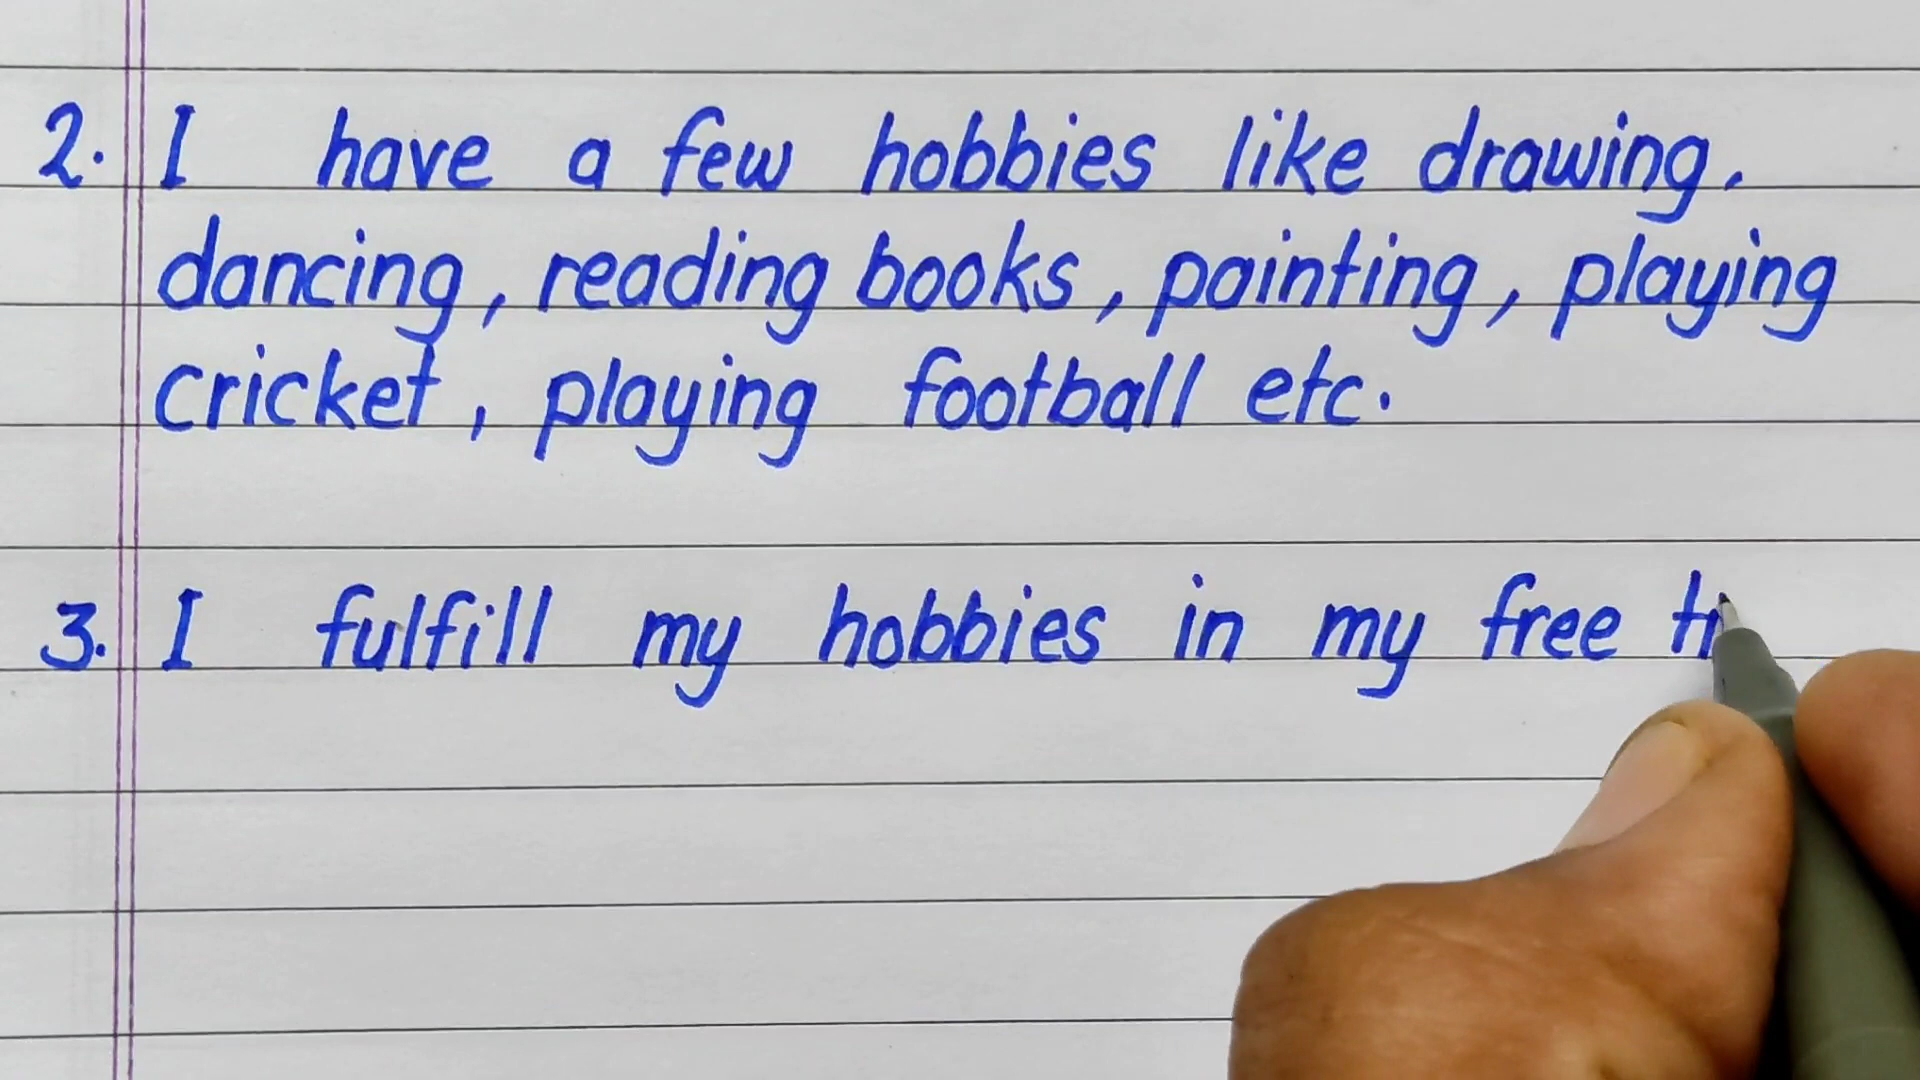 2. I have a few hobbies like drawing,
dancing, reading books, painting, playing
cricket, playing football etc.
3. I fulfill my hobbies in my free ti